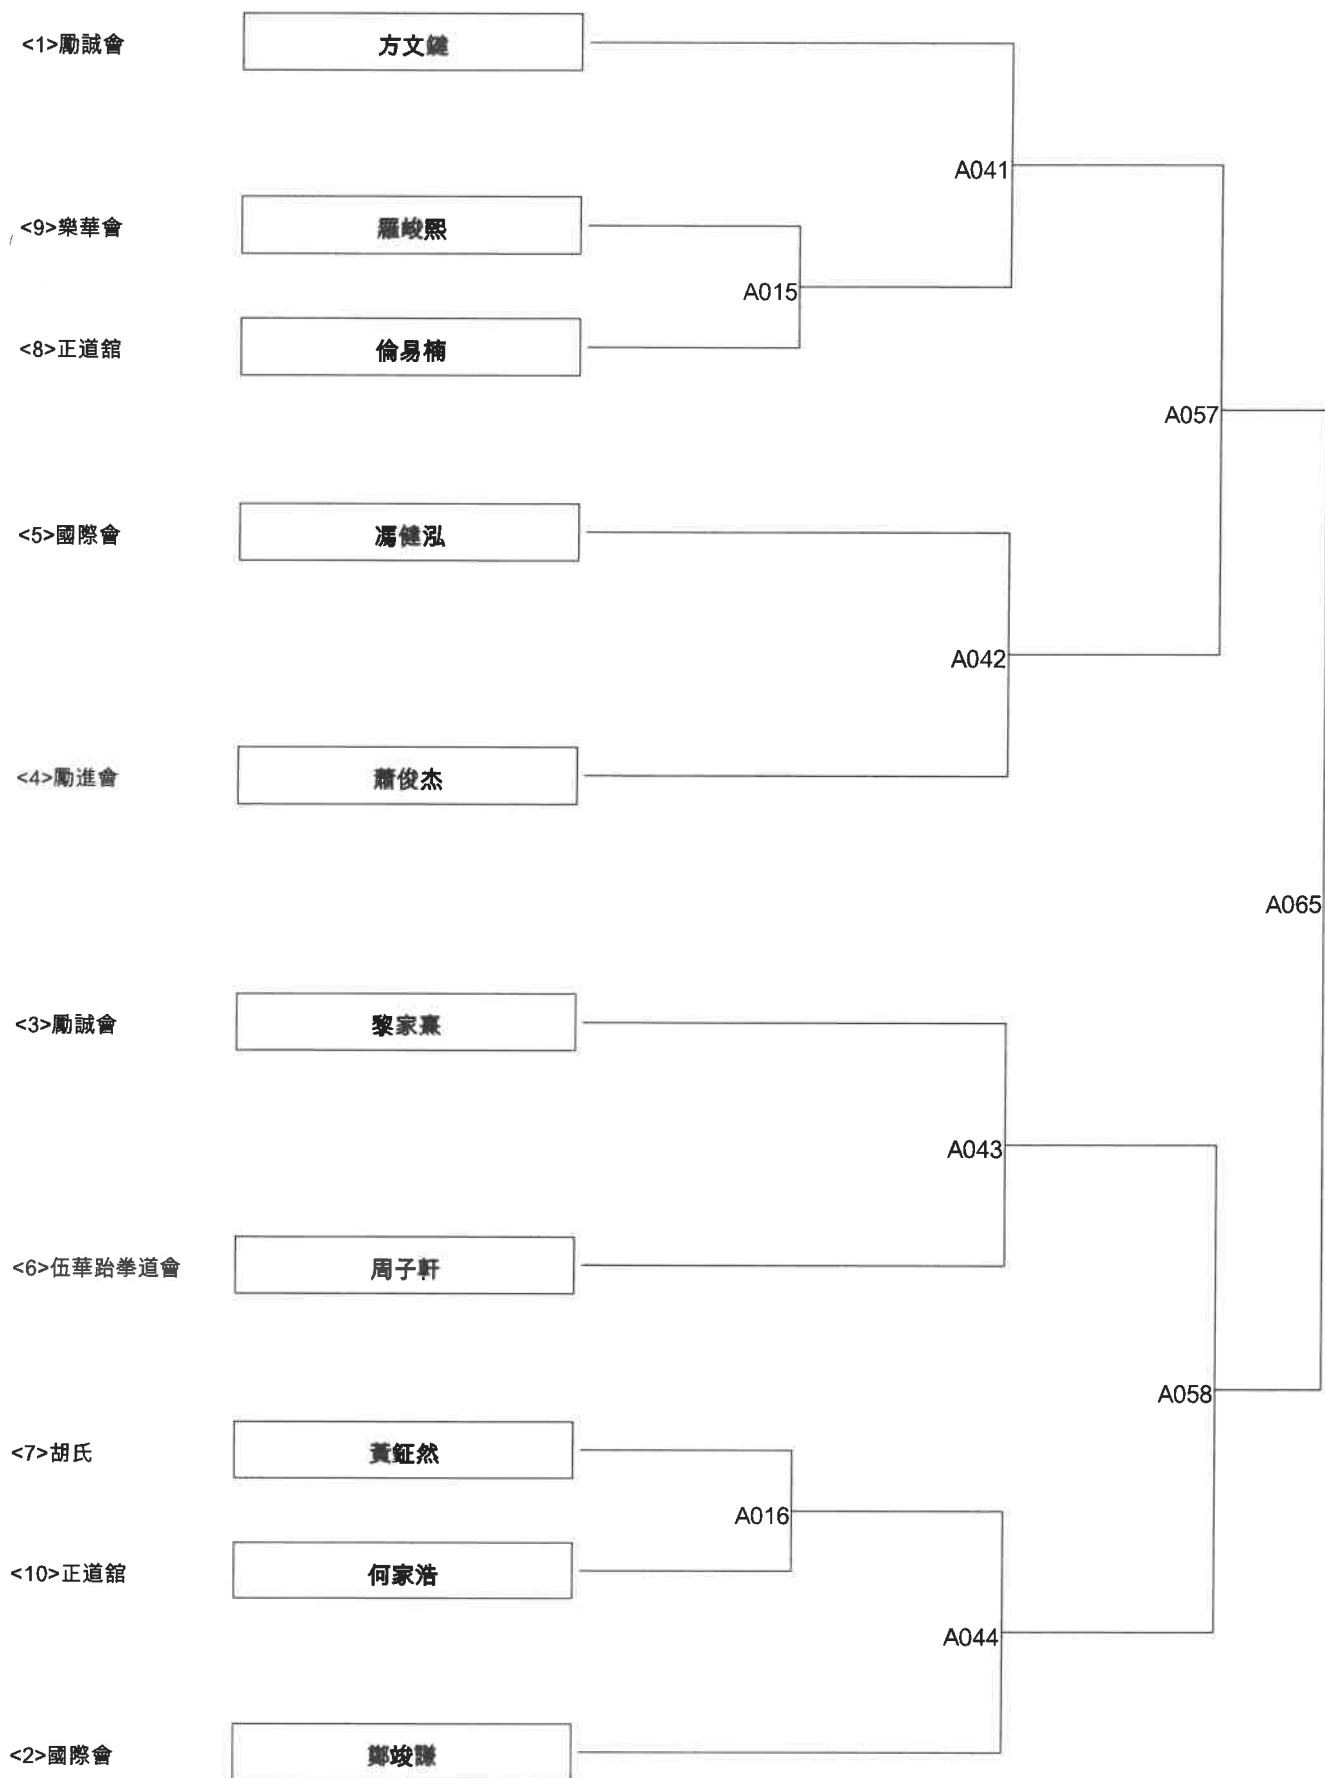 <1>勵誠會 方文鍵
A041
<9>樂華會 羅峻熙
A015
<8>正道舘 倫易楠
A057
<5>國際會 馮健泓
A042
<4>勵進會 蕭俊杰
A065
<3>勵誠會 黎家熹
A043
<6>伍華跆拳道會 周子軒
A058
<7>胡氏 黃鉦然
A016
<10>正道舘 何家浩
A044
<2>國際會 鄭竣謙